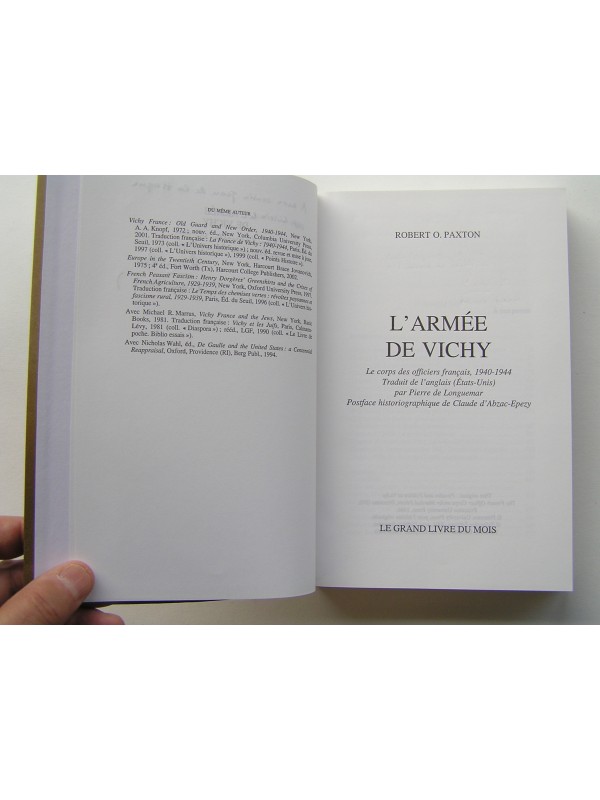 DU MÊME AUTEUR
Vichy France : Old Guard and New Order, 1940-1944, New York,
A. A. Knopf, 1972 ; nouv. éd., New York, Columbia University Press,
2001. Traduction française : La France de Vichy : 1940-1944, Paris, Éd. du
Seuil, 1973 (coll. « L'Univers historique ») ; nouv. éd. revue et mise à jour,
1997 (coll. « L'Univers historique »), 1999 (coll. « Points Histoire »).
Europe in the Twentieth Century, New York, Harcourt Brace Jovanovich,
1975 ; 4e éd., Fort Worth (Tx), Harcourt College Publishers, 2002.
French Peasant Fascism : Henry Dorgères' Greenshirts and the Crises of
French Agriculture, 1929-1939, New York, Oxford University Press, 1997.
Traduction française : Le Temps des chemises vertes : révoltes paysannes et
fascisme rural, 1929-1939, Paris, Éd. du Seuil, 1996 (coll. « L'Univers
historique »).
Avec Michael R. Marrus, Vichy France and the Jews, New York, Basic
Books, 1981. Traduction française : Vichy et les Juifs, Paris, Calmann-
Lévy, 1981 (coll. « Diaspora ») ; rééd., LGF, 1990 (coll. « Le Livre de
poche. Biblio essais »).
Avec Nicholas Wahl, éd., De Gaulle and the United States : a Centennial
Reappraisal, Oxford, Providence (RI), Berg Publ., 1994.
ROBERT O. PAXTON
L'ARMÉE
DE VICHY
Le corps des officiers français, 1940-1944
Traduit de l'anglais (États-Unis)
par Pierre de Longuemar
Postface historiographique de Claude d'Abzac-Epezy
LE GRAND LIVRE DU MOIS